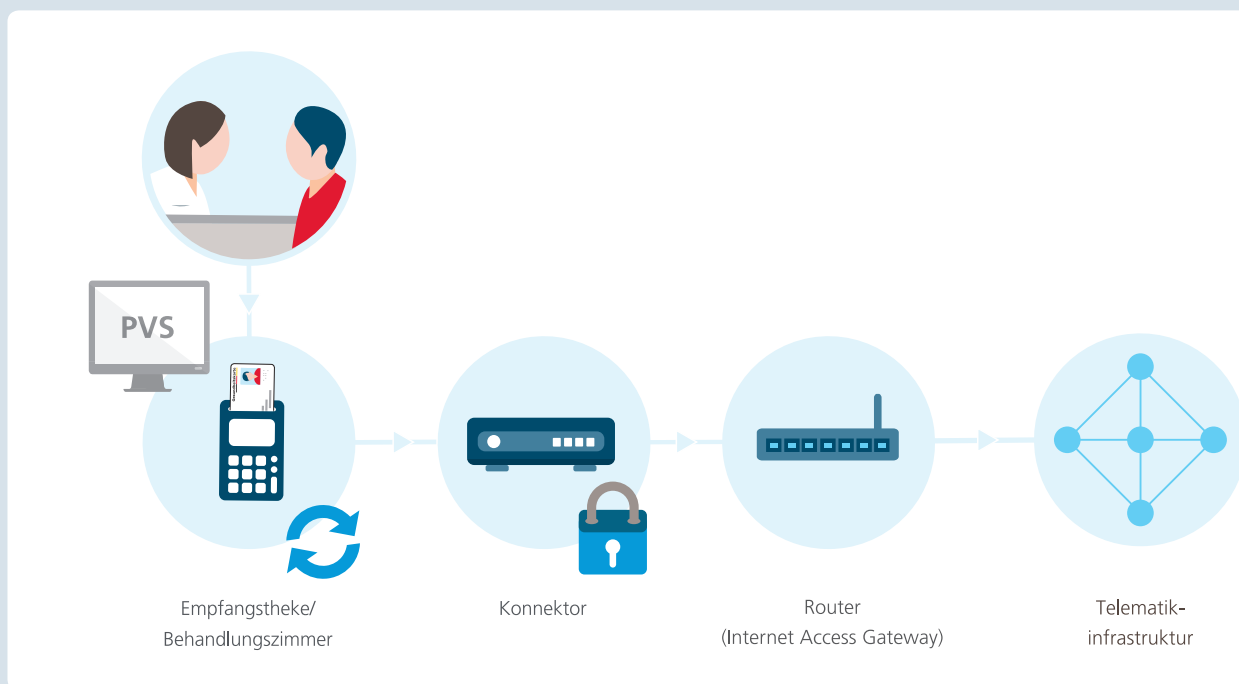 PVS
Empfangstheke/
Behandlungszimmer
Konnektor
Router
(Internet Access Gateway)
Telematik-
infrastruktur